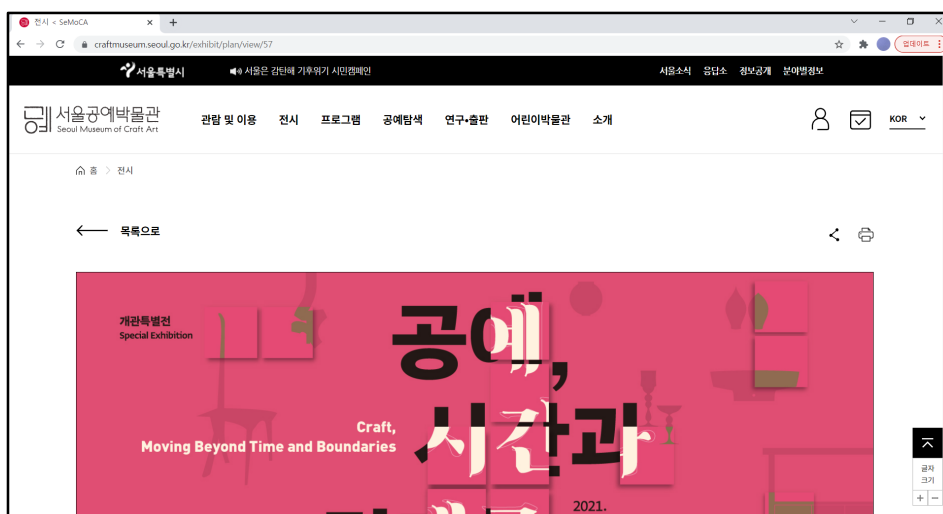 전시 < SeMoCA
craftmuseum.seoul.go.kr/exhibit/plan/view/57
업데이트
서울특별시
서울은 감탄해 기후위기 시민캠페인
서울소식 응답소 정보공개 분야별정보
서울공예박물관
Seoul Museum of Craft Art
관람 및 이용 전시 프로그램 공예탐색 연구•출판 어린이박물관 소개
KOR
홈 > 전시
목록으로
개관특별전
Special Exhibition
공예,
시간과
Craft,
Moving Beyond Time and Boundaries
2021.
글자
크기
+ -